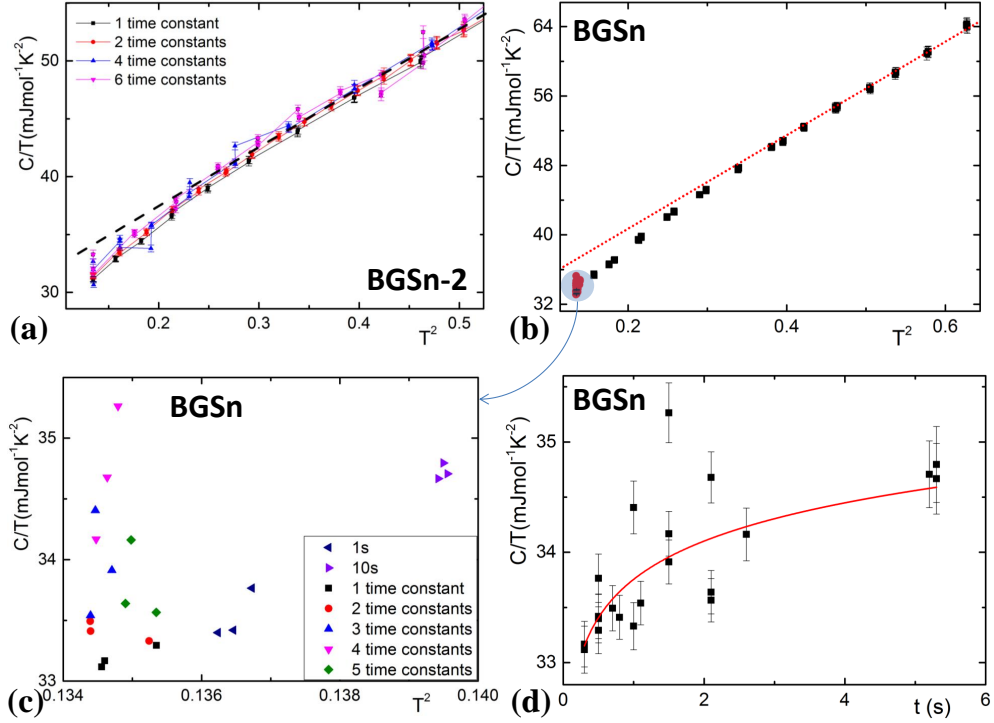 1 time constant
2 time constants
4 time constants
6 time constants
50
40
30
C/T(mJmol⁻¹K⁻²)
BGSn-2
0.2
0.3
0.4
0.5
T²
(a)
BGSn
64
56
48
40
32
C/T(mJmol⁻¹K⁻²)
0.2
0.4
0.6
T²
(b)
BGSn
35
34
33
C/T(mJmol⁻¹K⁻²)
1s
10s
1 time constant
2 time constants
3 time constants
4 time constants
5 time constants
0.134
0.136
0.138
0.140
T²
(c)
BGSn
35
34
33
C/T(mJmol⁻¹K⁻²)
0
2
4
6
t (s)
(d)